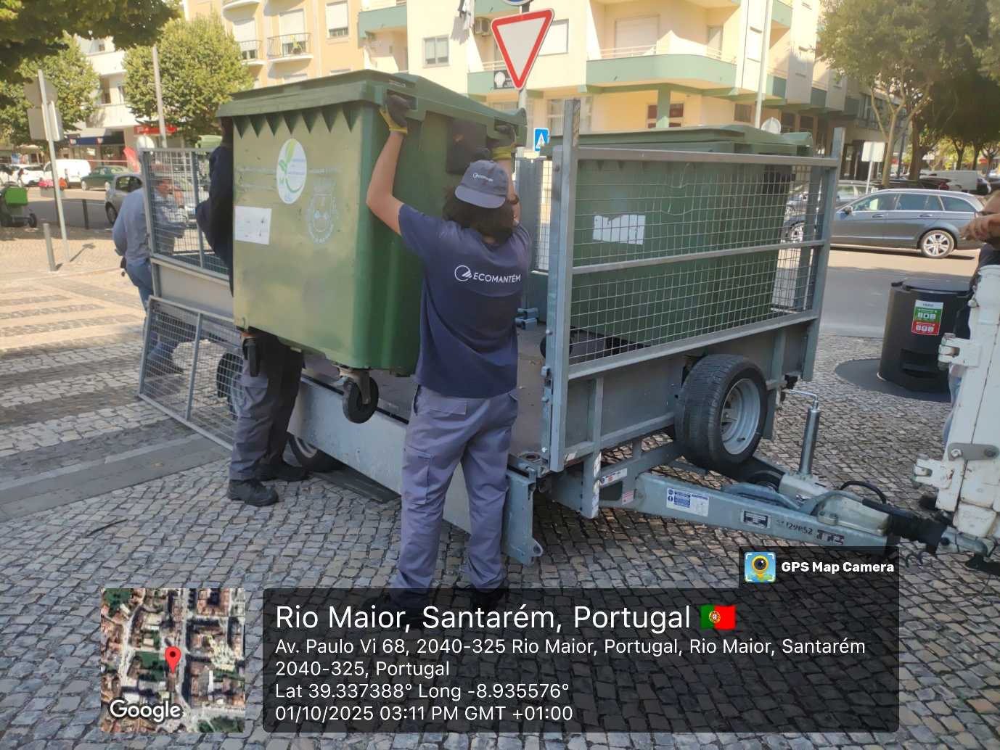 ECOMANTÉM
ECOMANTÉM
GPS Map Camera
Rio Maior, Santarém, Portugal
Av. Paulo Vi 68, 2040-325 Rio Maior, Portugal, Rio Maior, Santarém
2040-325, Portugal
Lat 39.337388° Long -8.935576°
01/10/2025 03:11 PM GMT +01:00
Google